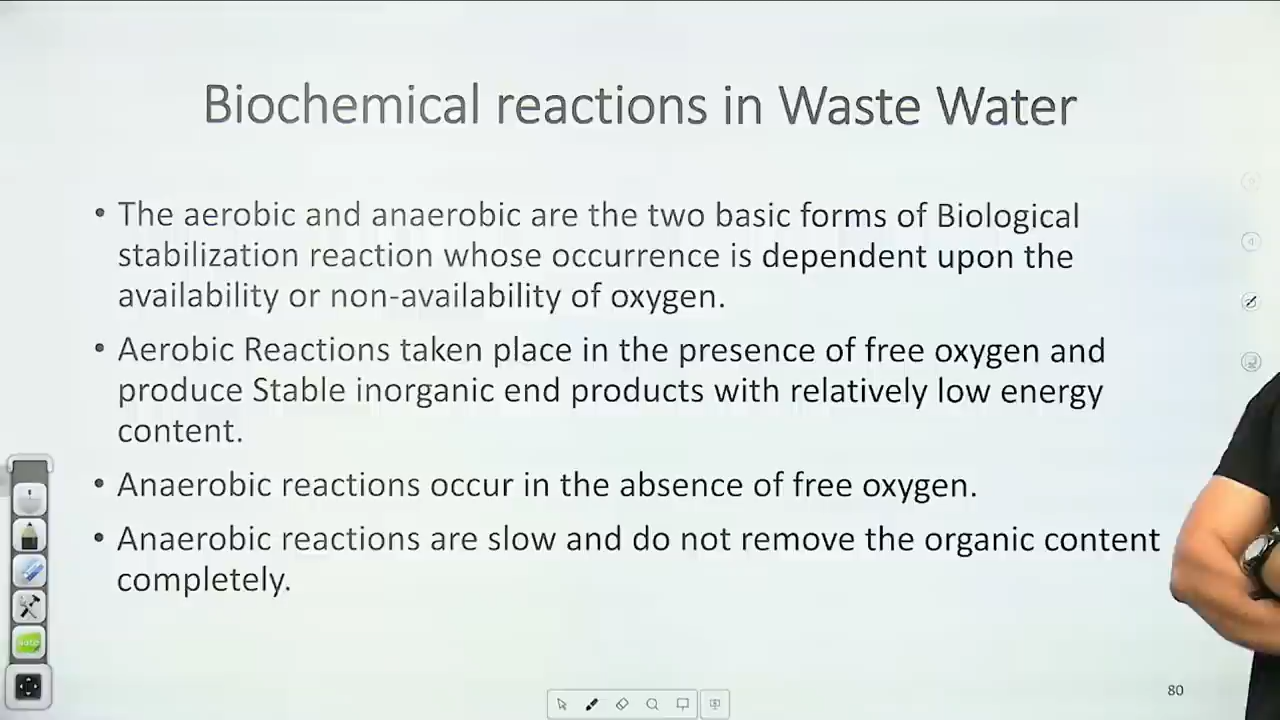 Biochemical reactions in Waste Water
• The aerobic and anaerobic are the two basic forms of Biological
stabilization reaction whose occurrence is dependent upon the
availability or non-availability of oxygen.
• Aerobic Reactions taken place in the presence of free oxygen and
produce Stable inorganic end products with relatively low energy
content.
• Anaerobic reactions occur in the absence of free oxygen.
• Anaerobic reactions are slow and do not remove the organic content
completely.
80